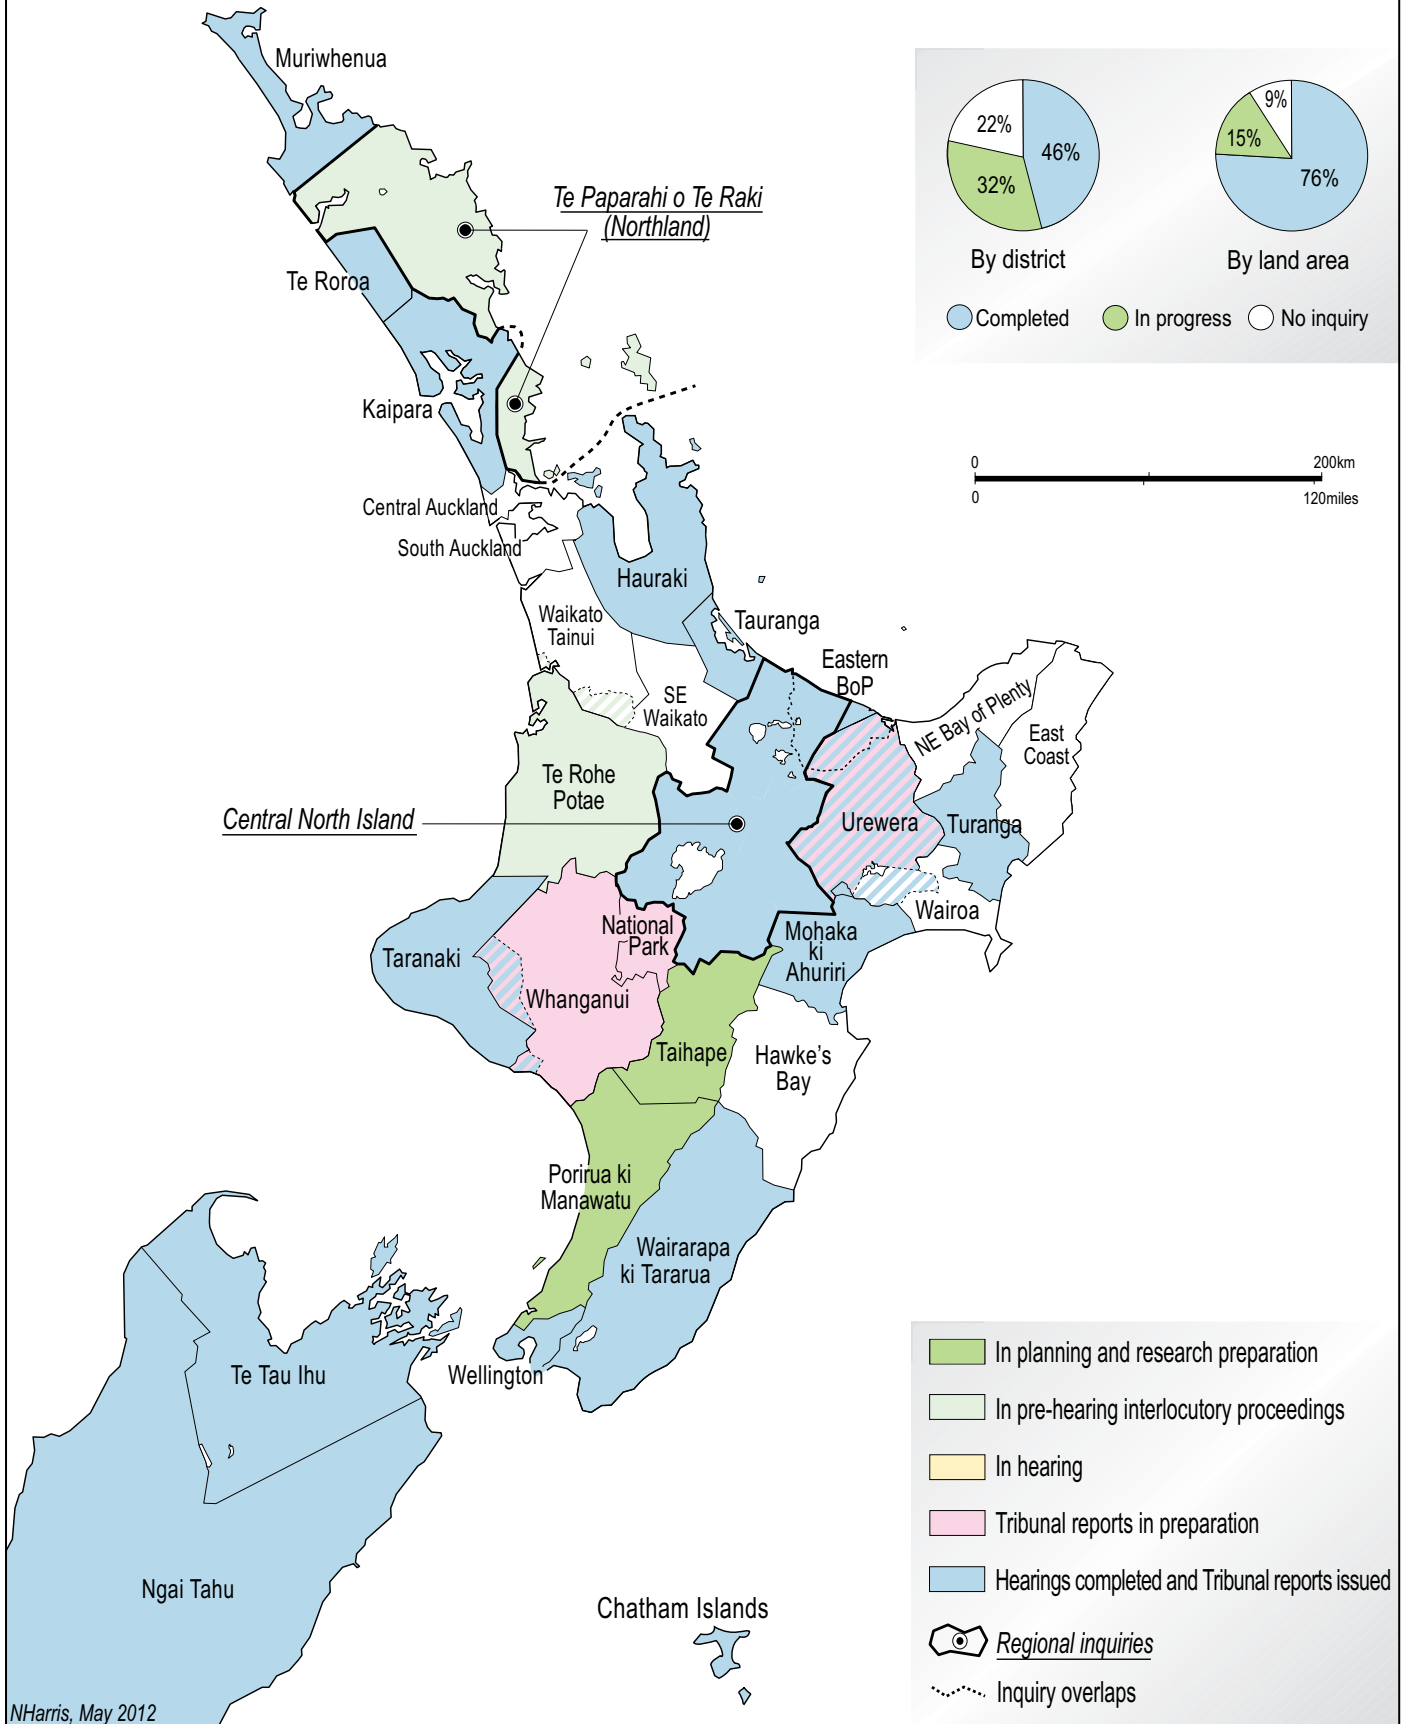 Muriwhenua
22%
46%
32%
9%
15%
76%
By district
By land area
Completed
In progress
No inquiry
Te Paparahi o Te Raki
(Northland)
Te Roroa
Kaipara
0
200km
0
120miles
Central Auckland
South Auckland
Hauraki
Waikato
Tainui
Tauranga
Eastern
BoP
SE
Waikato
NE Bay of Plenty
East
Coast
Te Rohe
Potae
Central North Island
Urewera
Turanga
Wairoa
National
Park
Mohaka
ki
Ahuriri
Taranaki
Whanganui
Taihape
Hawke's
Bay
Porirua ki
Manawatu
Wairarapa
ki Tararua
Te Tau Ihu
Wellington
Ngai Tahu
Chatham Islands
In planning and research preparation
In pre-hearing interlocutory proceedings
In hearing
Tribunal reports in preparation
Hearings completed and Tribunal reports issued
Regional inquiries
Inquiry overlaps
NHarris, May 2012